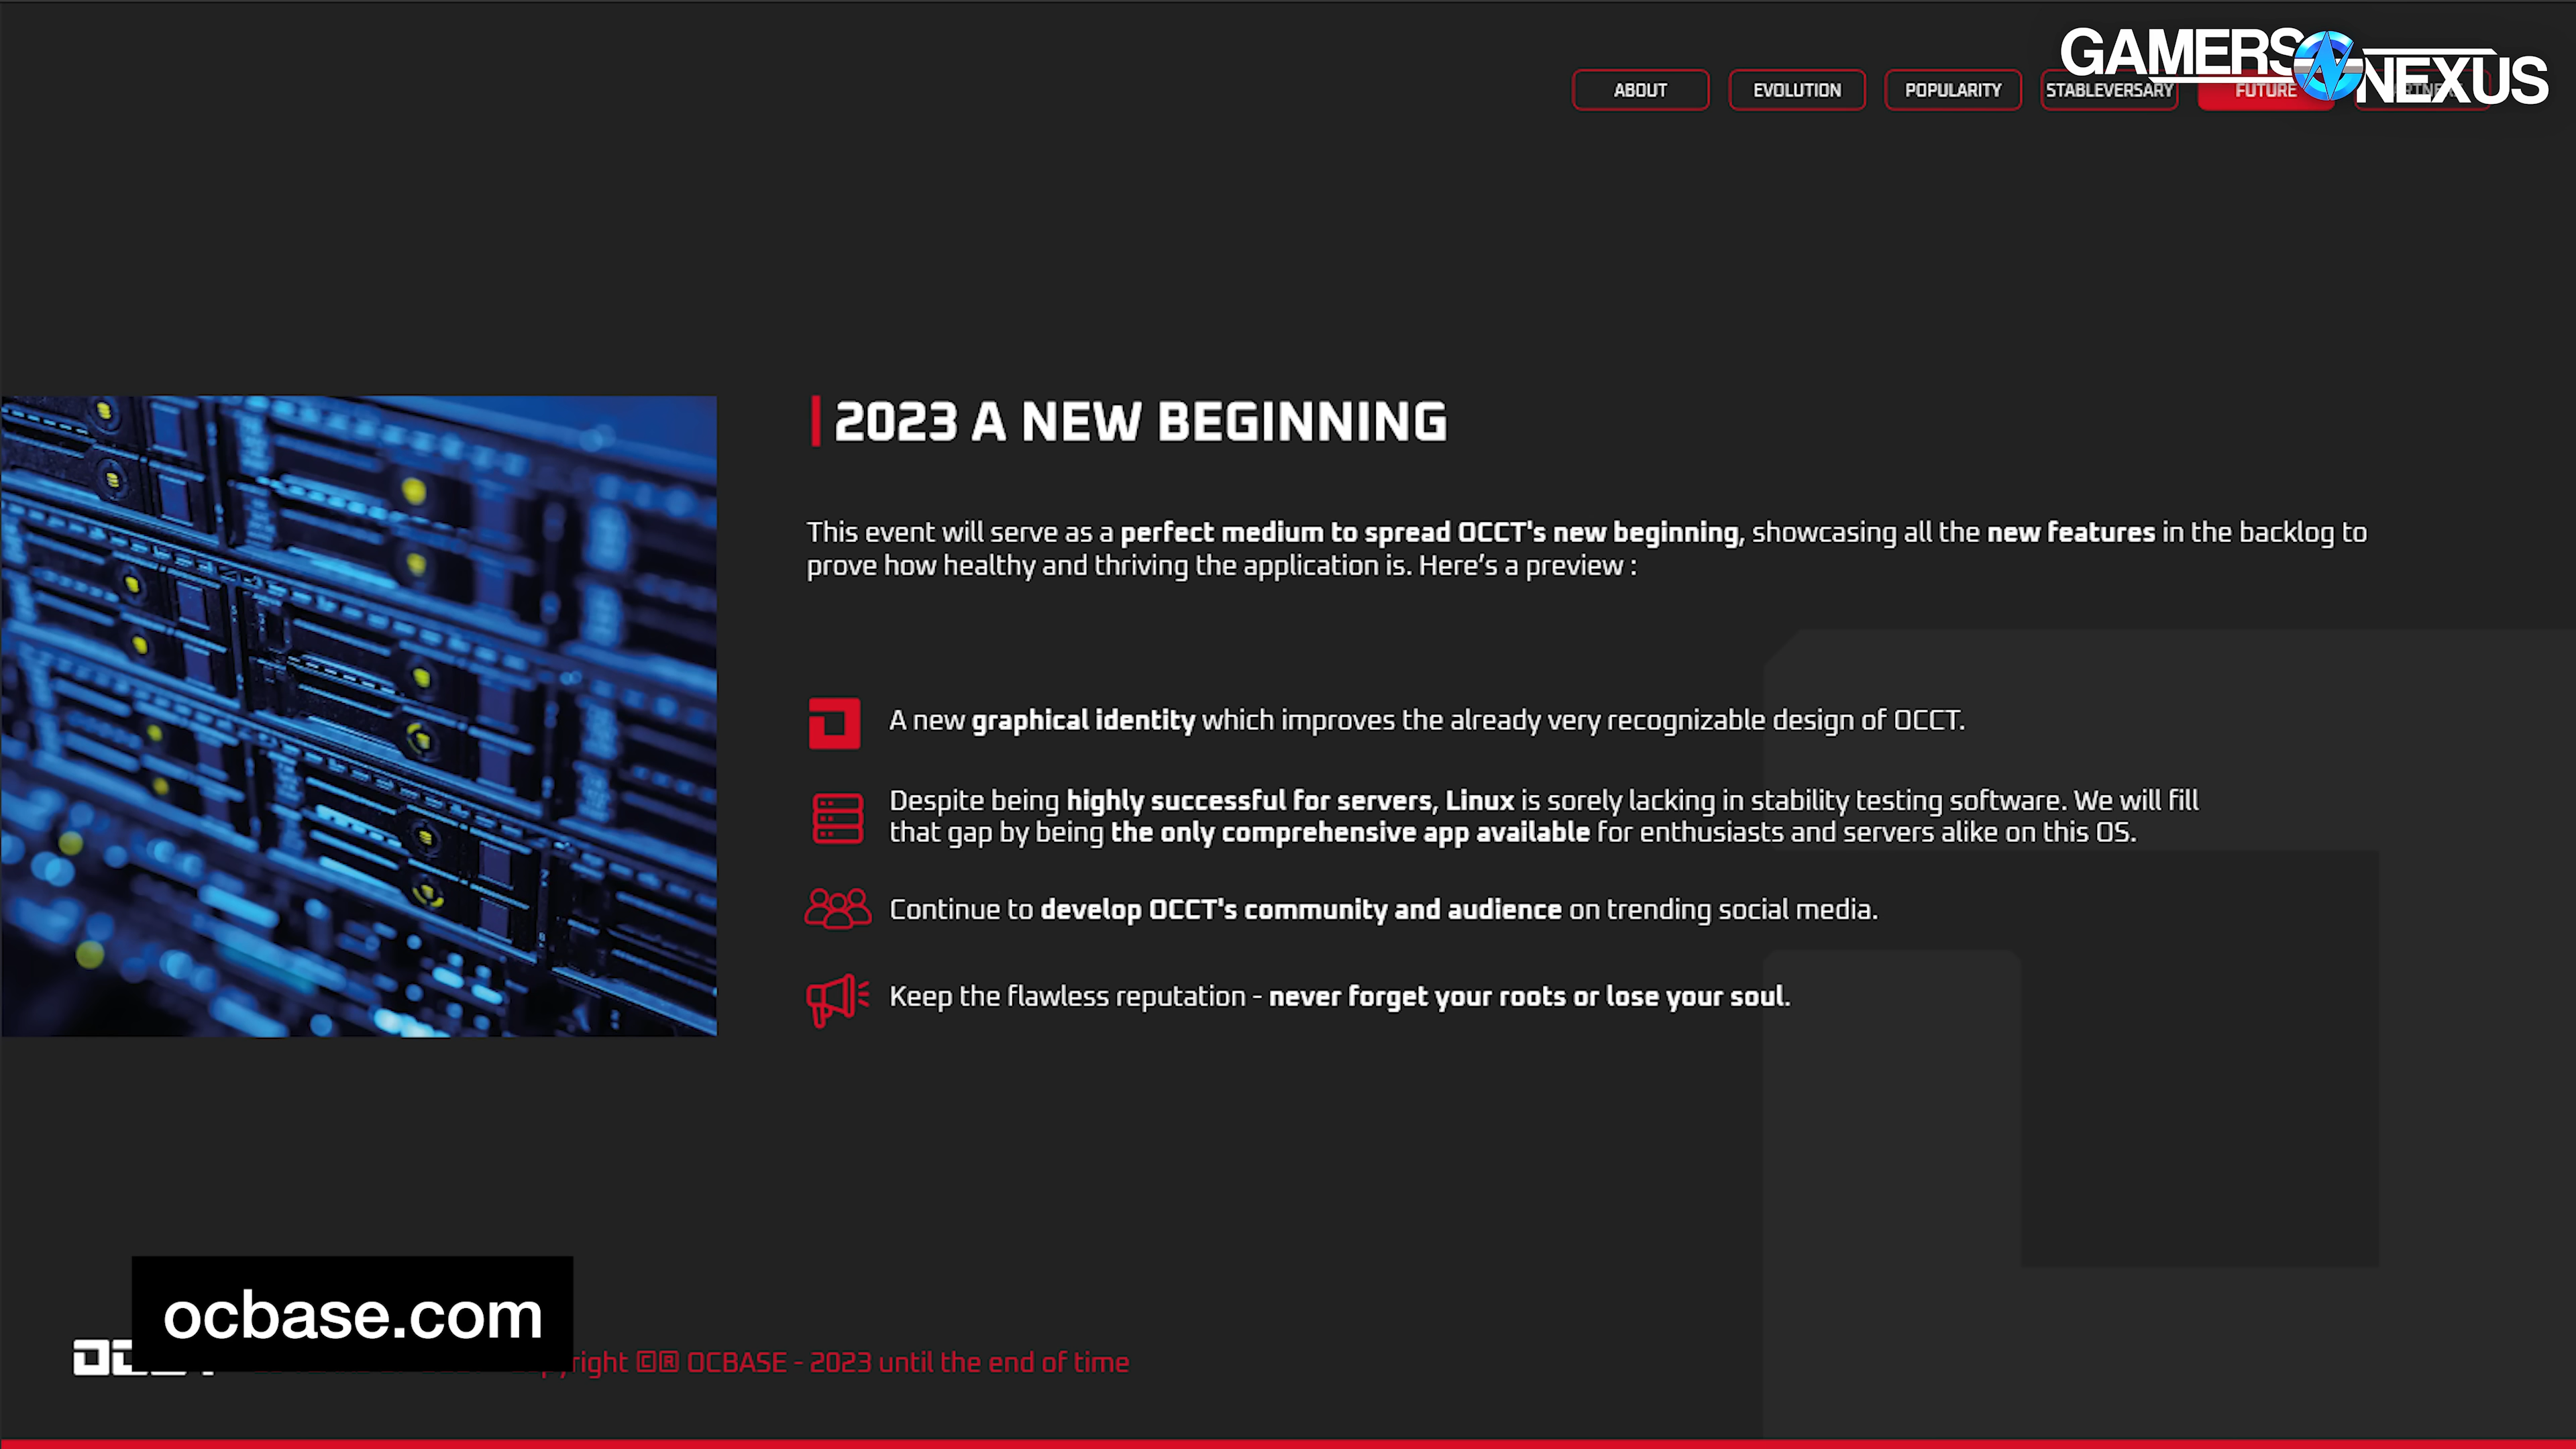 GAMERS NEXUS
ABOUT EVOLUTION POPULARITY STABLEVERSARY FUTURE
2023 A NEW BEGINNING
This event will serve as a perfect medium to spread OCCT's new beginning, showcasing all the new features in the backlog to
prove how healthy and thriving the application is. Here’s a preview :
A new graphical identity which improves the already very recognizable design of OCCT.
Despite being highly successful for servers, Linux is sorely lacking in stability testing software. We will fill
that gap by being the only comprehensive app available for enthusiasts and servers alike on this OS.
Continue to develop OCCT's community and audience on trending social media.
Keep the flawless reputation - never forget your roots or lose your soul.
ocbase.com
©® OCBASE - 2023 until the end of time